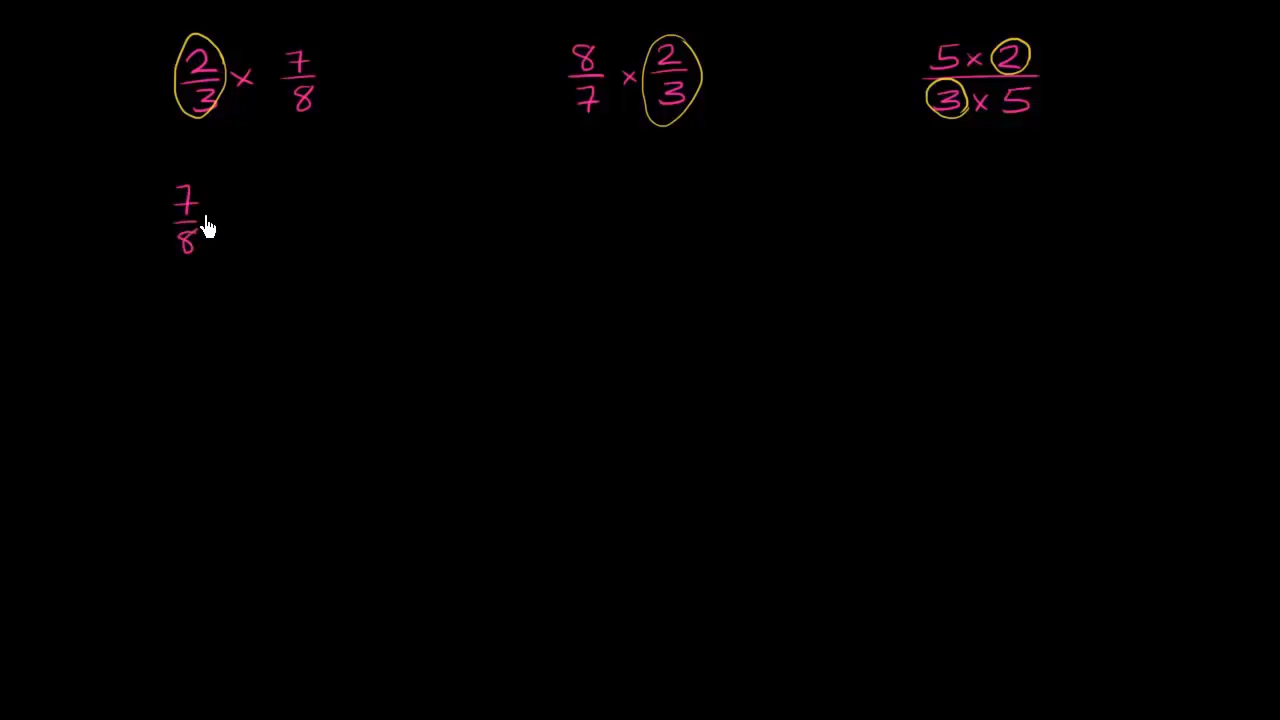 2/3 × 7/8
8/7 × 2/3
5 × 2 / 3 × 5
7/8